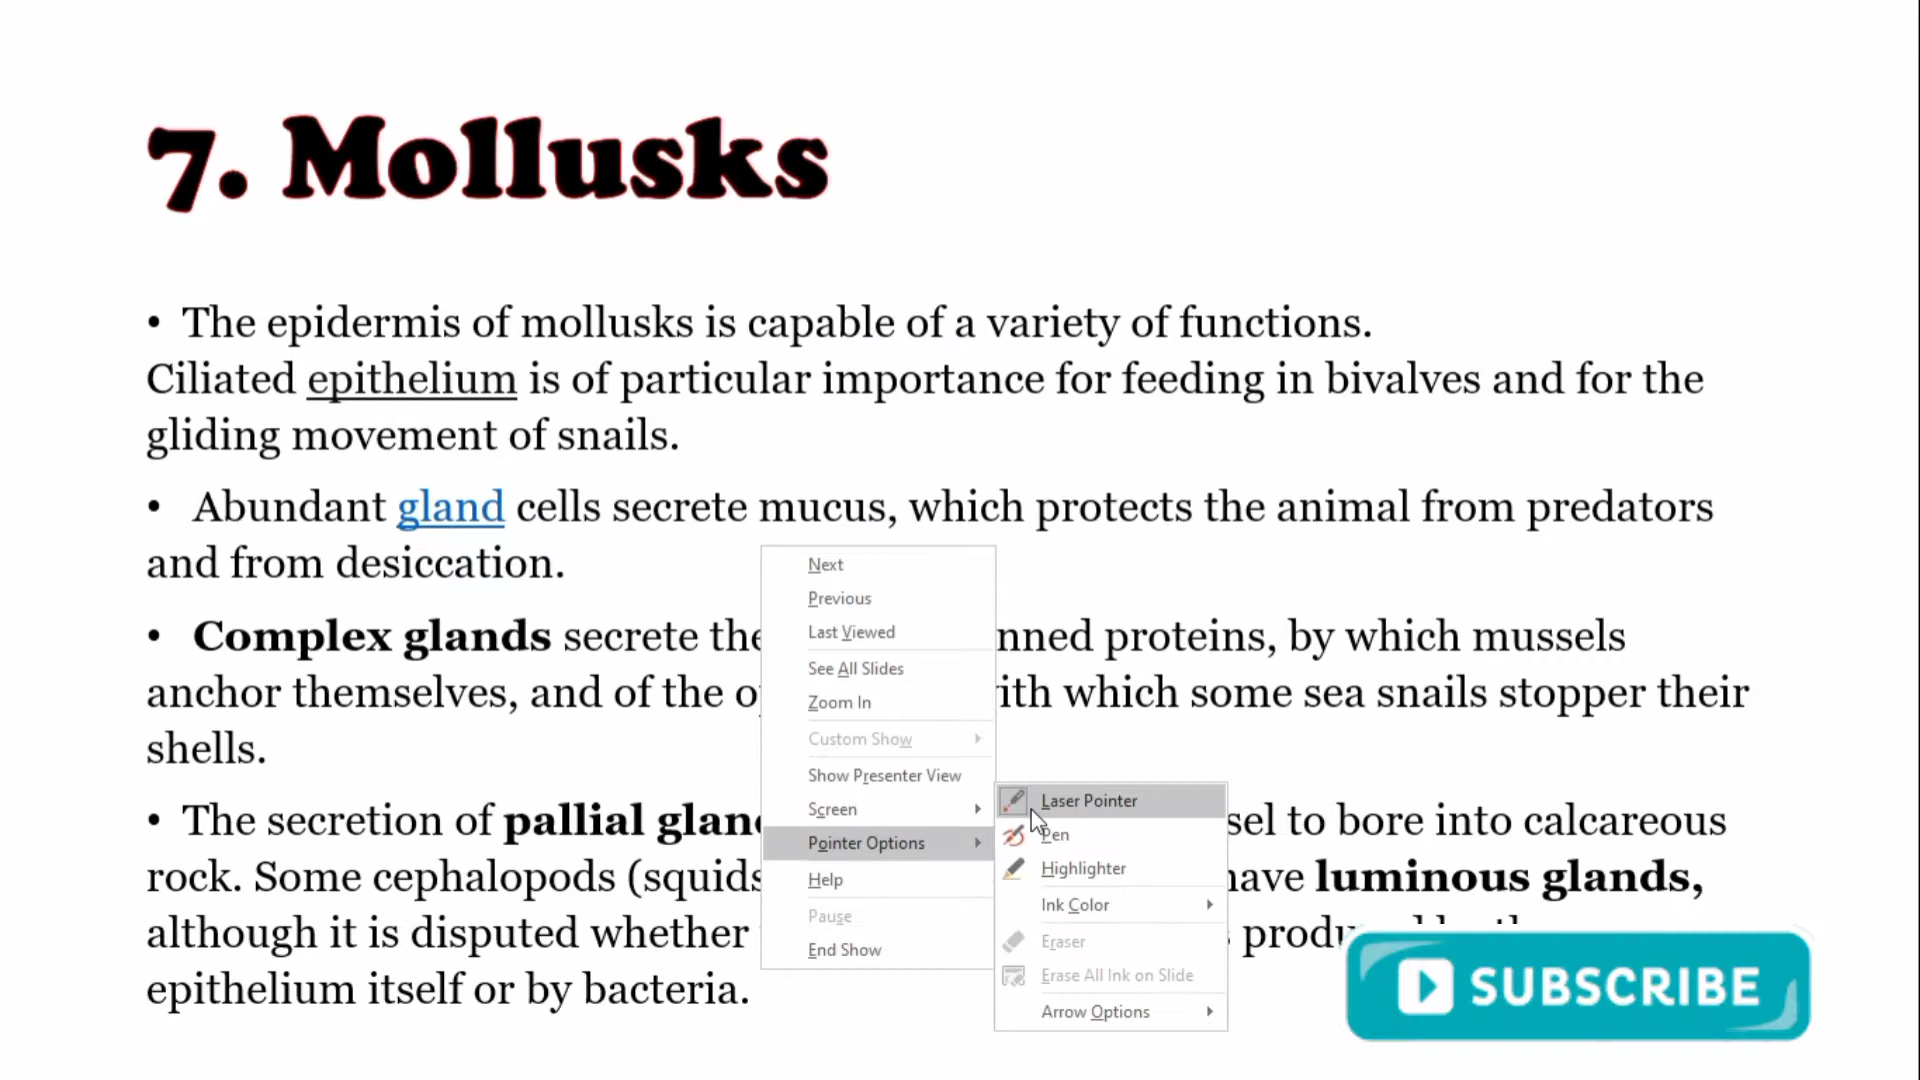 7. Mollusks
• The epidermis of mollusks is capable of a variety of functions.
Ciliated epithelium is of particular importance for feeding in bivalves and for the
gliding movement of snails.
• Abundant gland cells secrete mucus, which protects the animal from predators
and from desiccation.
• Complex glands secrete the nned proteins, by which mussels
anchor themselves, and of the with which some sea snails stopper their
shells.
• The secretion of pallial glan sel to bore into calcareous
rock. Some cephalopods (squids have luminous glands,
although it is disputed whether produ
epithelium itself or by bacteria.
Next
Previous
Last Viewed
See All Slides
Zoom In
Custom Show
Show Presenter View
Screen
Pointer Options
Help
Pause
End Show
Laser Pointer
Pen
Highlighter
Ink Color
Eraser
Erase All Ink on Slide
Arrow Options
SUBSCRIBE